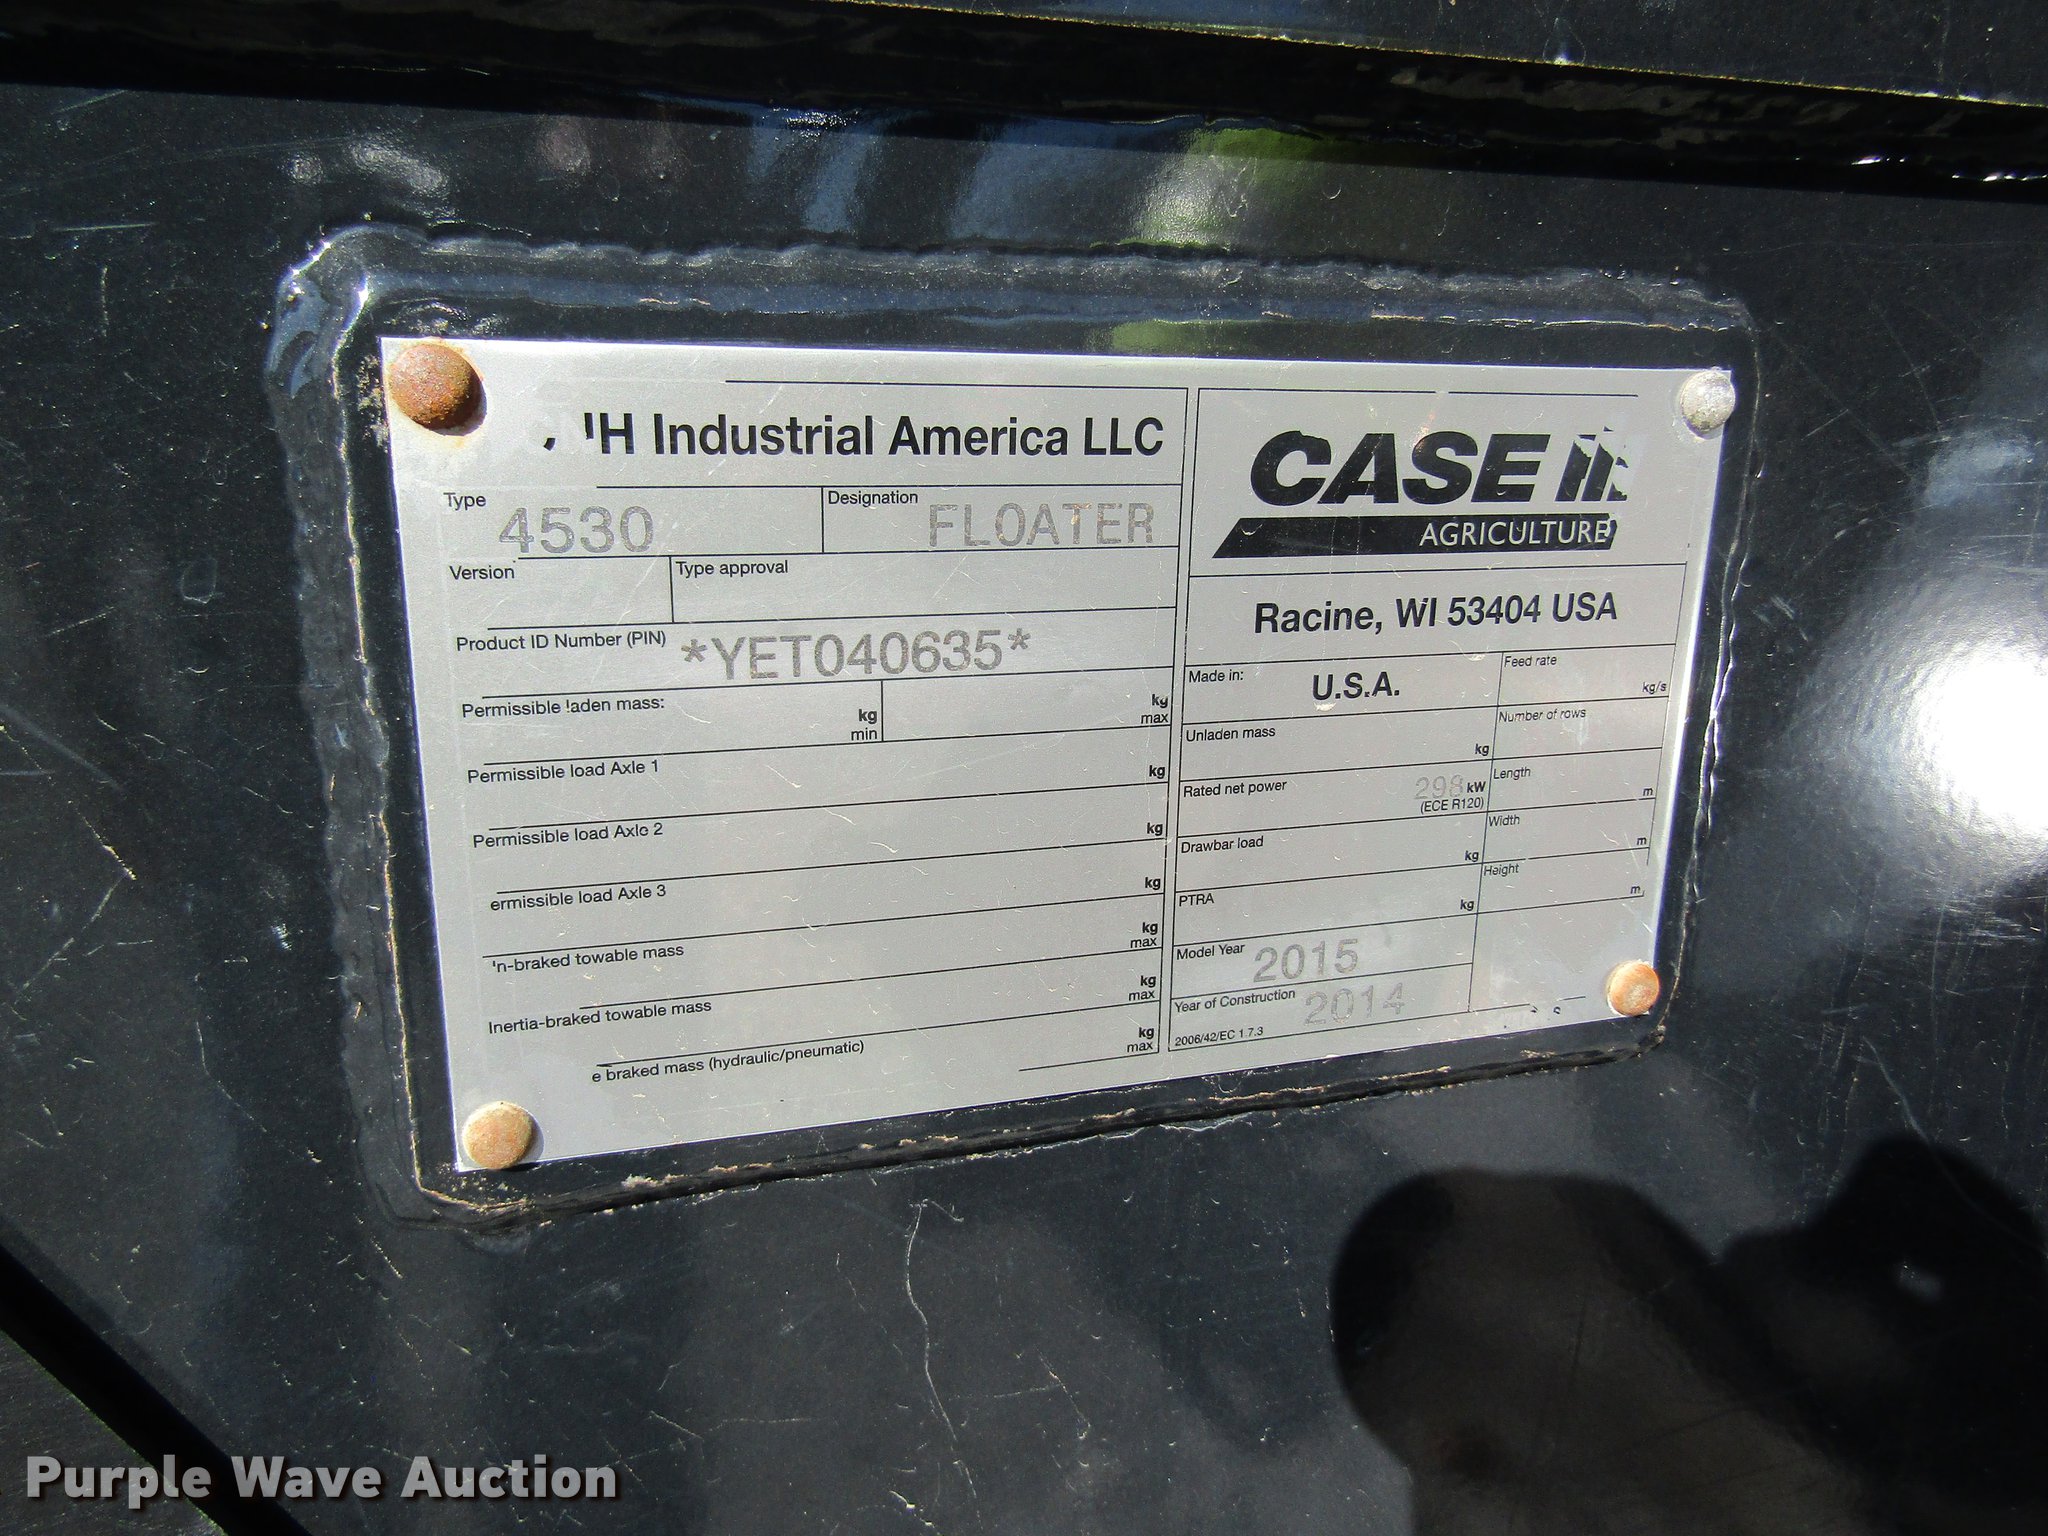 IH Industrial America LLC
Type
4530
Designation
FLOATER
Version
Type approval
Product ID Number (PIN)
*YET040635*
Permissible laden mass:
kg
min
kg
max
Permissible load Axle 1
kg
Permissible load Axle 2
kg
ermissible load Axle 3
kg
n-braked towable mass
kg
max
Inertia-braked towable mass
kg
max
e braked mass (hydraulic/pneumatic)
kg
max
CASE II
AGRICULTURE
Racine, WI 53404 USA
Made in:
U.S.A.
Feed rate
kg/s
Unladen mass
kg
Number of rows
Rated net power
298 kW
(ECE R120)
Length
m
Drawbar load
kg
Width
m
PTRA
kg
Height
m
Model Year
2015
Year of Construction
2014
2006/42/EC 1.7.3
Purple Wave Auction